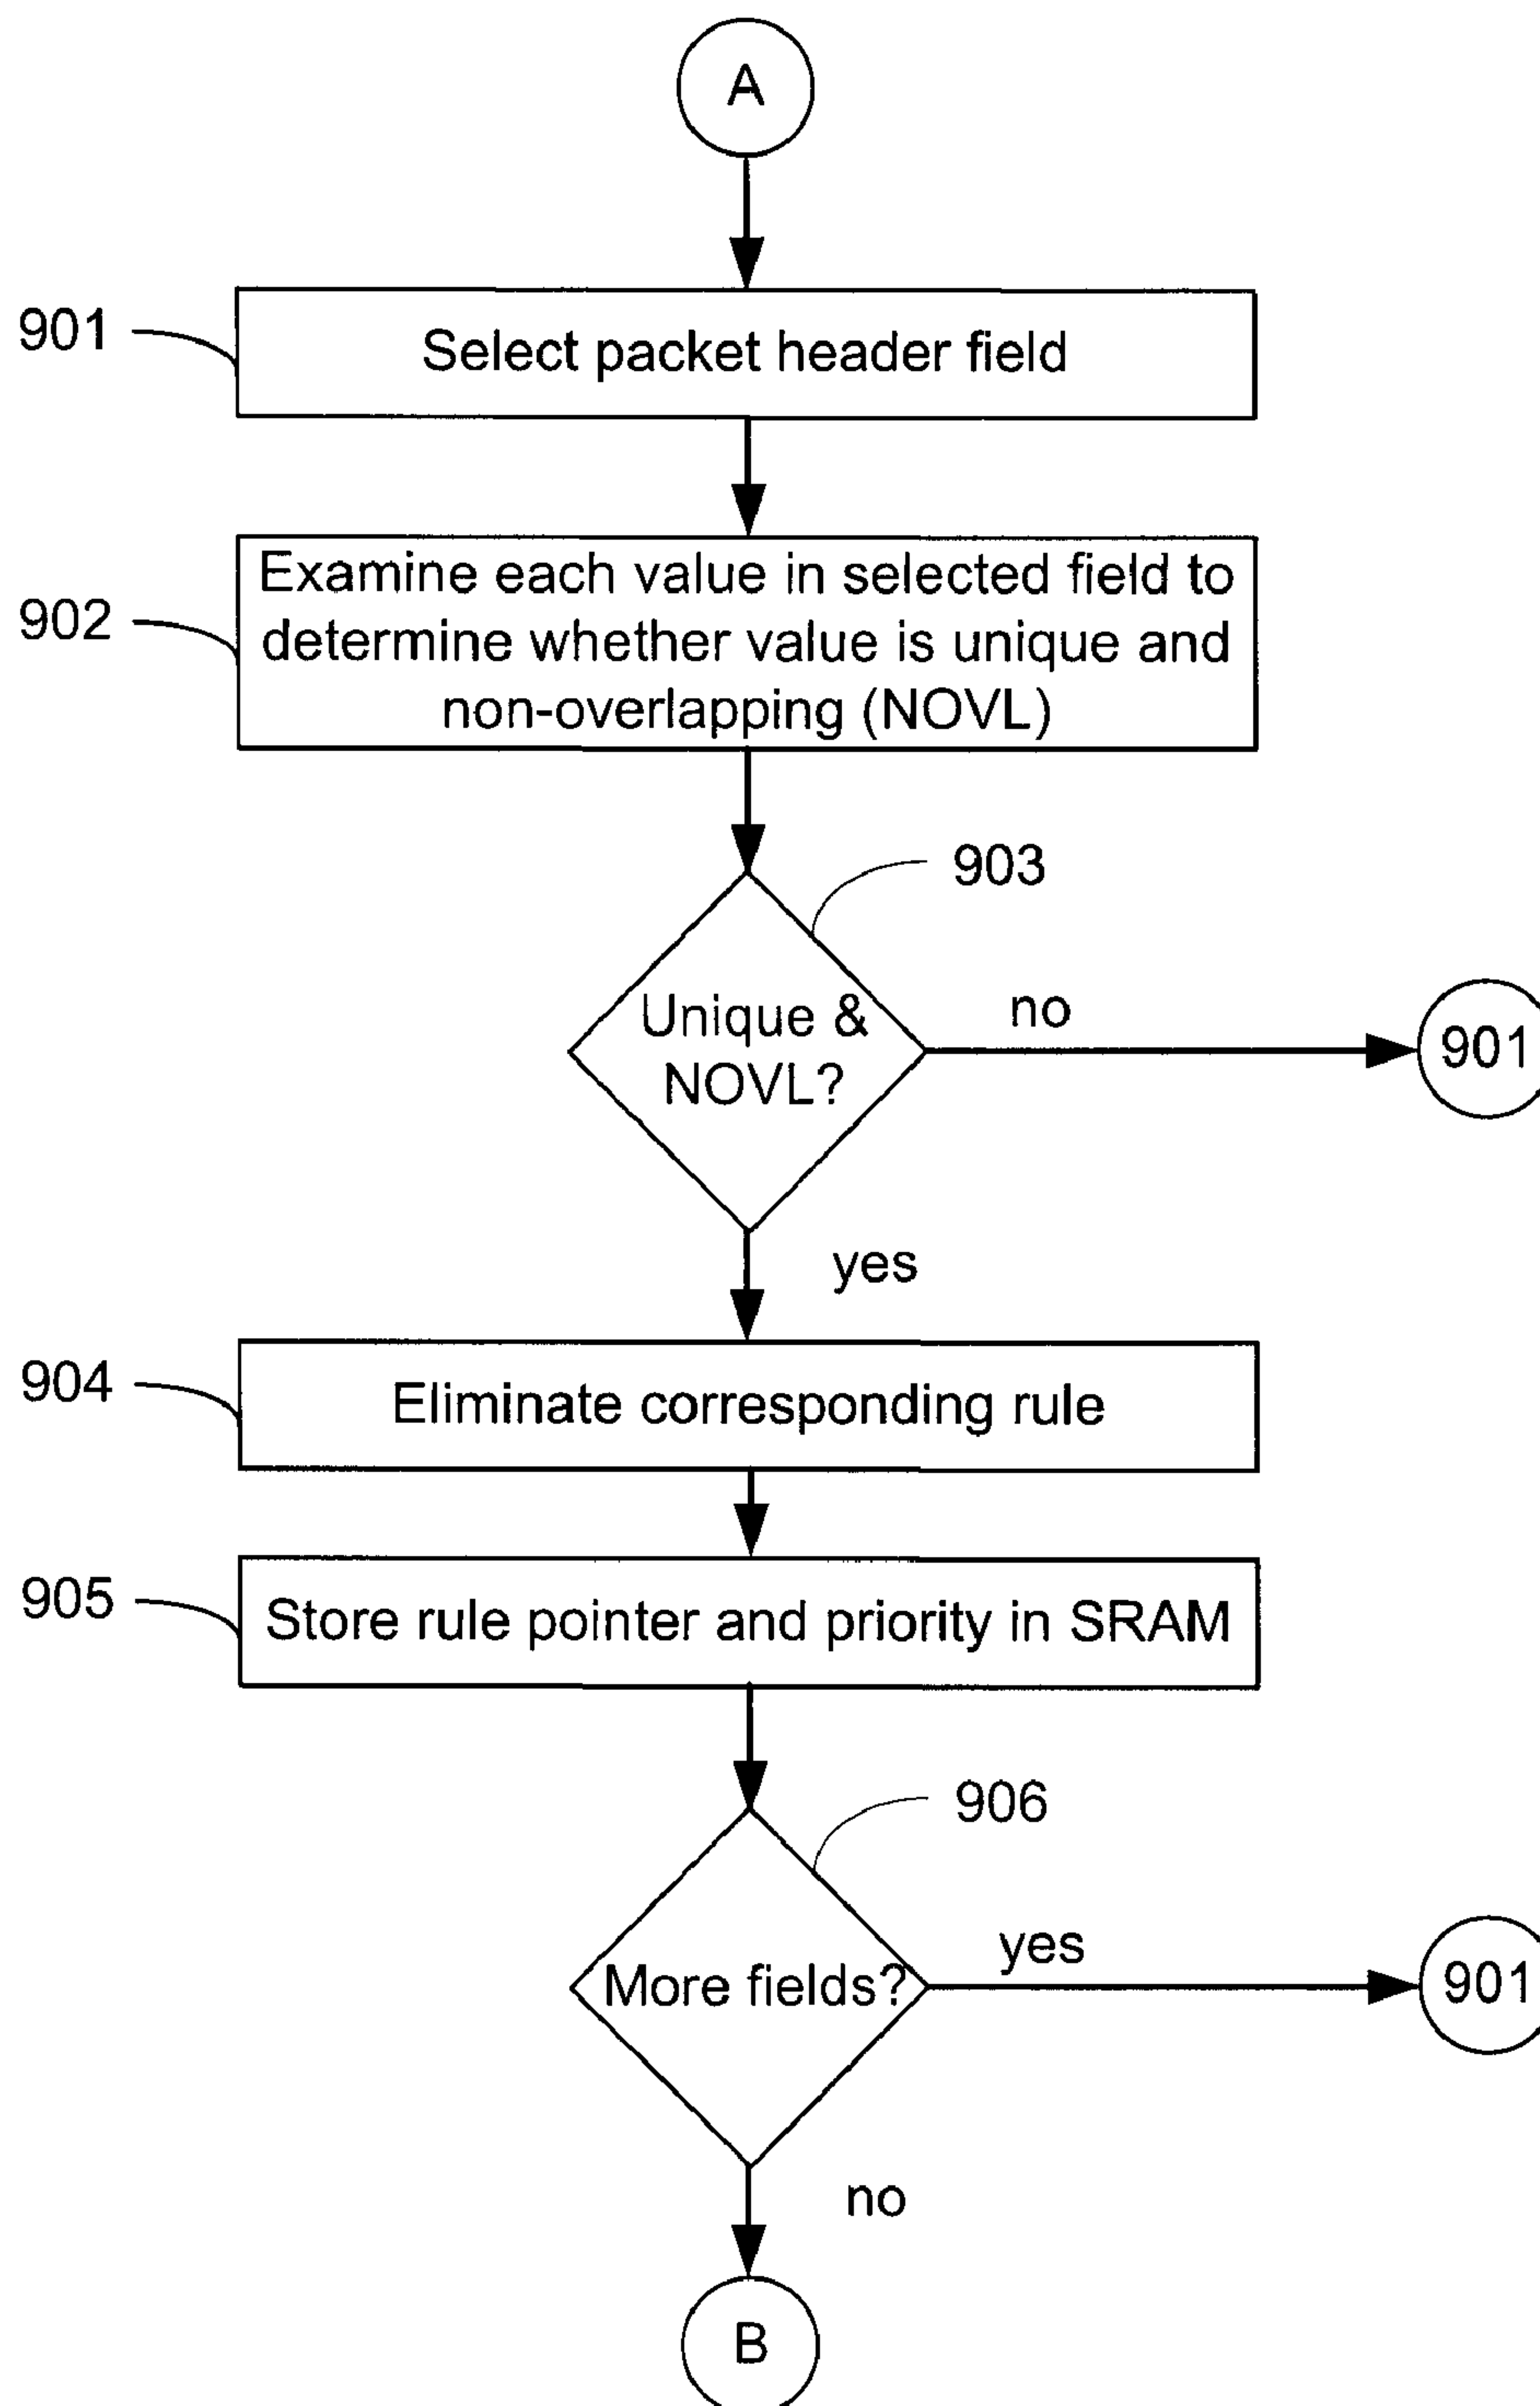 A
901
Select packet header field
902
Examine each value in selected field to
determine whether value is unique and
non-overlapping (NOVL)
903
Unique &
NOVL?
no
901
yes
904
Eliminate corresponding rule
905
Store rule pointer and priority in SRAM
906
More fields?
yes
901
no
B